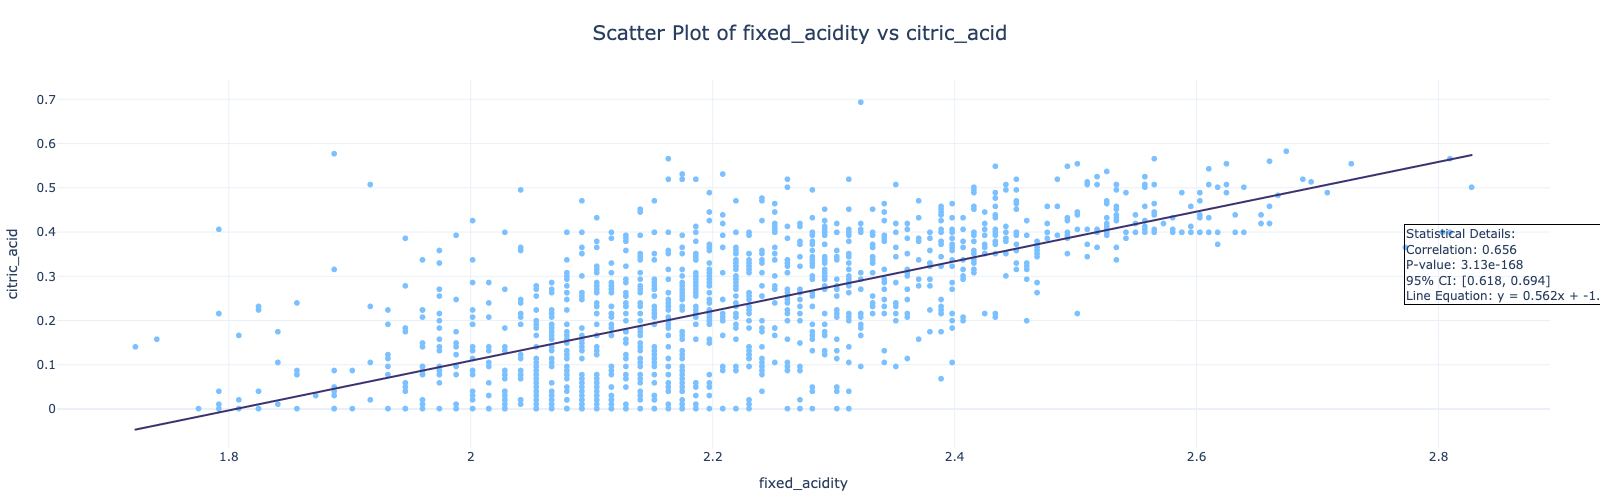 Scatter Plot of fixed_acidity vs citric_acid
citric_acid
0.7
0.6
0.5
0.4
0.3
0.2
0.1
0
1.8
2
2.2
2.4
2.6
2.8
fixed_acidity
Statistical Details:
Correlation: 0.656
P-value: 3.13e-168
95% CI: [0.618, 0.694]
Line Equation: y = 0.562x + -1.